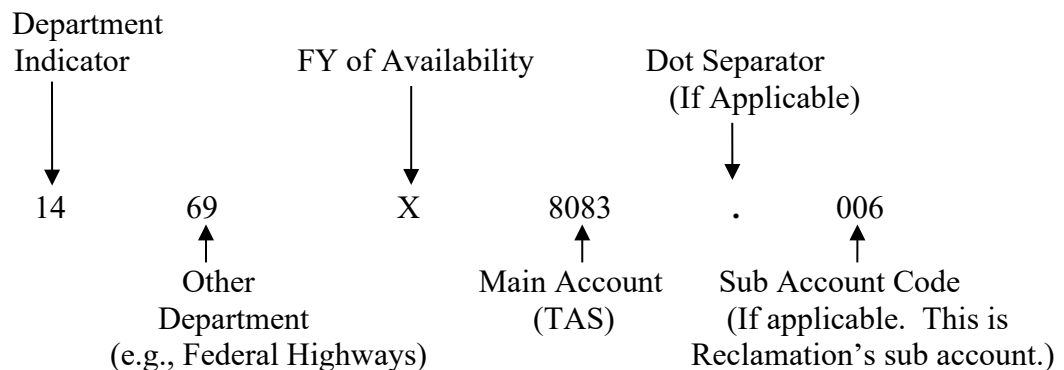 Department
Indicator
FY of Availability
Dot Separator
(If Applicable)
14 69 X 8083 . 006
Other
Department
(e.g., Federal Highways)
Main Account
(TAS)
Sub Account Code
(If applicable.  This is
Reclamation’s sub account.)